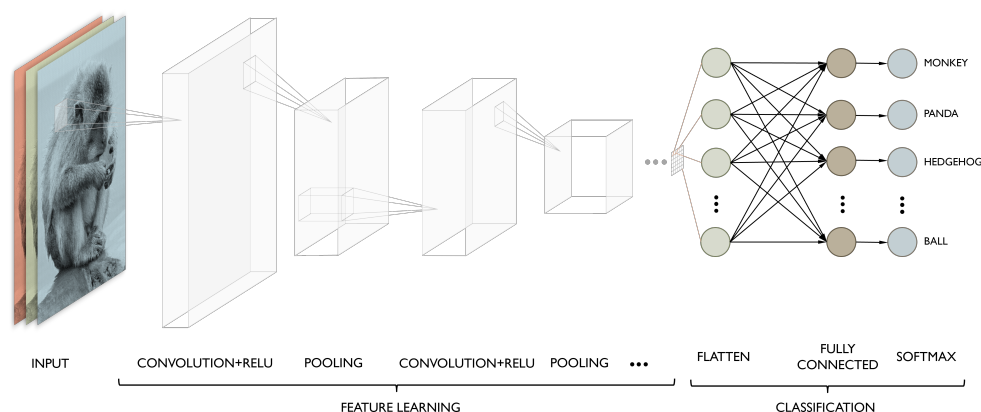 MONKEY
PANDA
HEDGEHOG
BALL
INPUT
CONVOLUTION+RELU
POOLING
CONVOLUTION+RELU
POOLING
•••
FLATTEN
FULLY
CONNECTED
SOFTMAX
FEATURE LEARNING
CLASSIFICATION